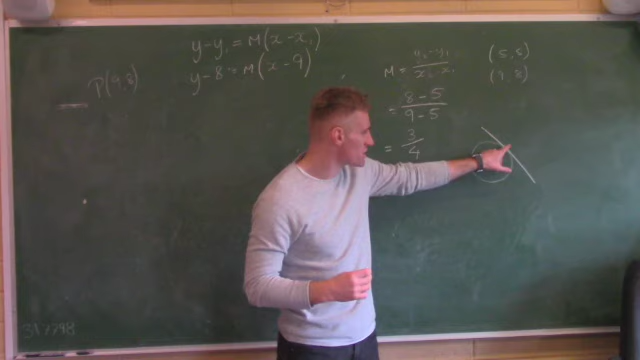 y-y₁ = M(x-x₁)
P(9,8)
y-8 = M(x-9)
M = y₂-y₁ / x₂-x₁
= 8-5 / 9-5
= 3/4
(5,5)
(9,8)